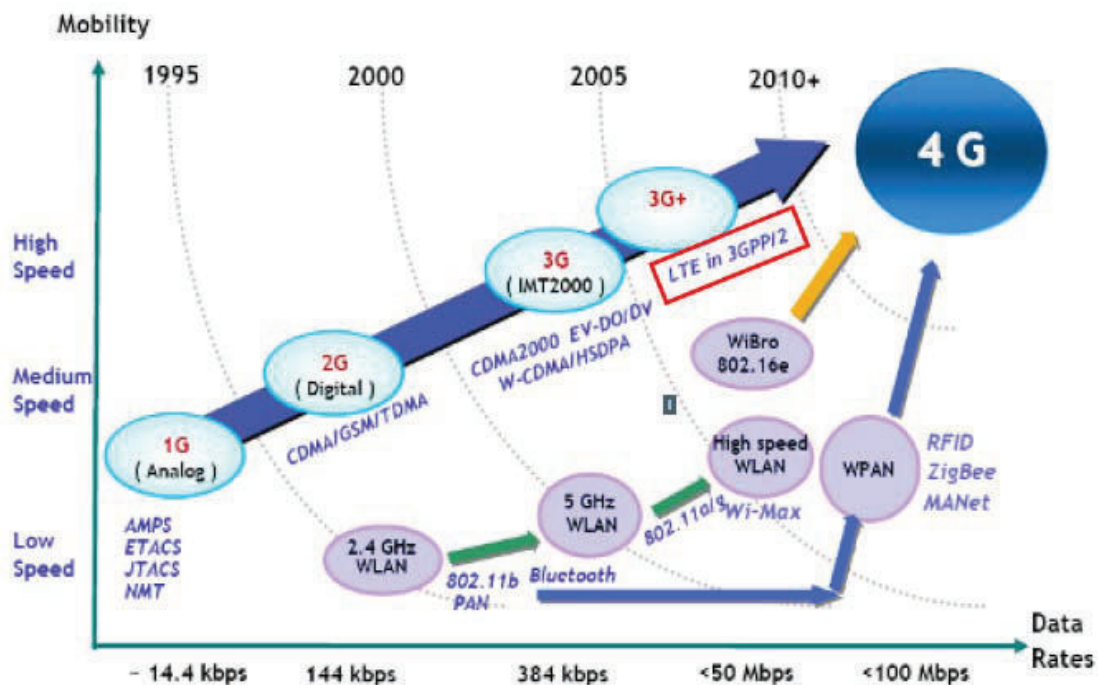 Mobility
1995
2000
2005
2010+
4 G
3G+
High
Speed
3G
( IMT2000 )
LTE in 3GPP/2
CDMA2000 EV-DO/DV
W-CDMA/HSDPA
WiBro
802.16e
Medium
Speed
2G
( Digital )
CDMA/GSM/TDMA
1G
( Analog )
High speed
WLAN
WPAN
RFID
ZigBee
MANet
5 GHz
WLAN
802.11a/g
Wi-Max
AMPS
ETACS
JTACS
NMT
Low
Speed
2.4 GHz
WLAN
802.11b
PAN
Bluetooth
Data
Rates
~ 14.4 kbps
144 kbps
384 kbps
<50 Mbps
<100 Mbps